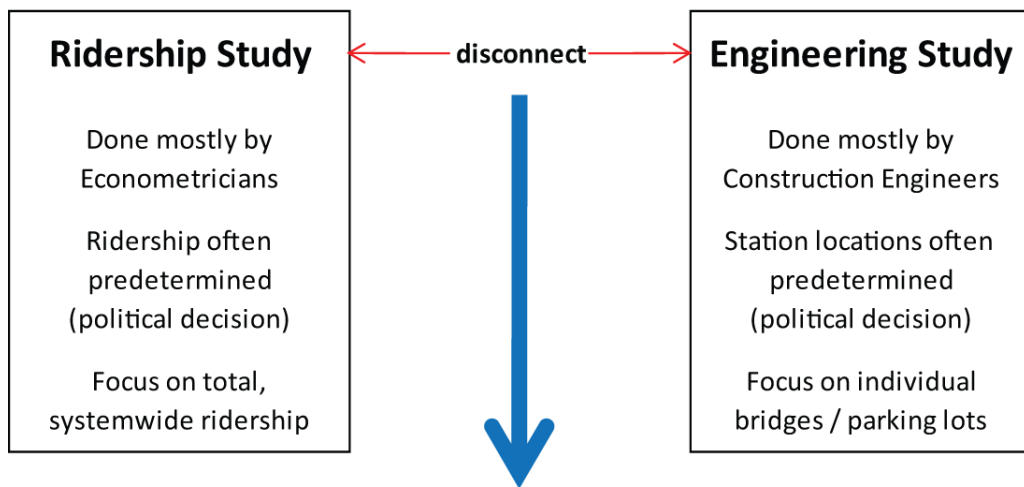 Ridership Study
Done mostly by
Econometricians
Ridership often
predetermined
(political decision)
Focus on total,
systemwide ridership
disconnect
Engineering Study
Done mostly by
Construction Engineers
Station locations often
predetermined
(political decision)
Focus on individual
bridges / parking lots